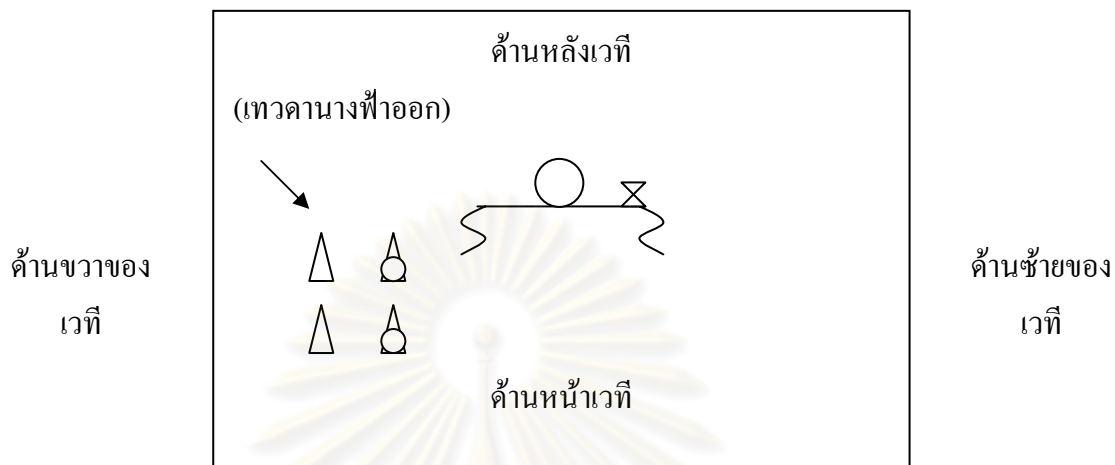 ด้านหลังเวที
(เทวดานางฟ้าออก)
ด้านขวาของ
เวที
ด้านซ้ายของ
เวที
ด้านหน้าเวที